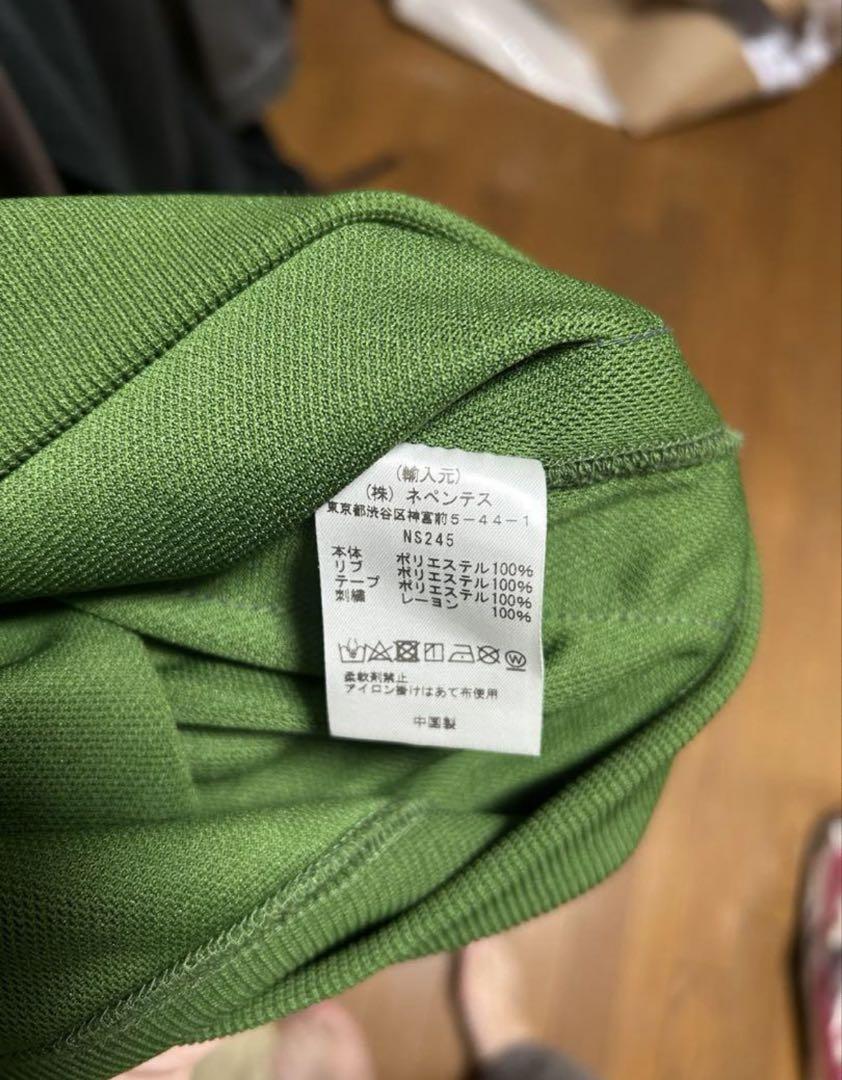 (輸入元)
(株) ネペンテス
東京都渋谷区神宮前5-44-1
NS245
本体 ポリエステル100%
リブ ポリエステル100%
テープ ポリエステル100%
刺繍 レーヨン 100%
W
柔軟剤禁止
アイロン掛けはあて布使用
中国製